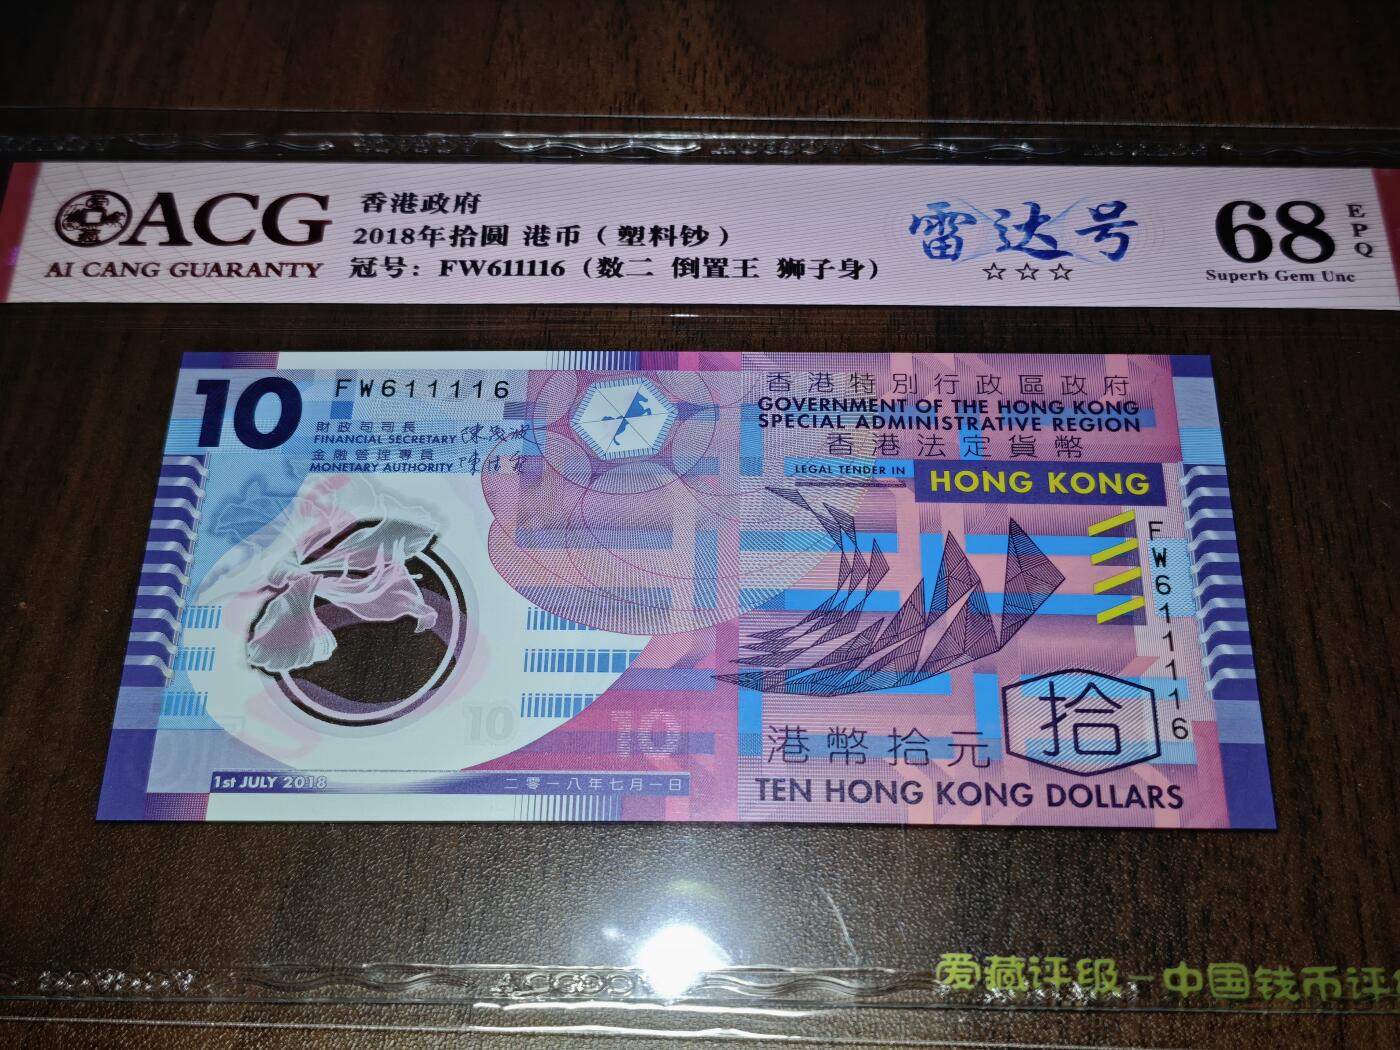 ACG
AI CANG GUARANTY
香港政府
2018年拾圆 港币（塑料钞）
冠号：FW611116（数二 倒置王 狮子身）
雷达号
☆☆☆
68
EPQ
Superb Gem Unc
10
FW611116
財政司司長
FINANCIAL SECRETARY
金融管理專員
MONETARY AUTHORITY
香港特別行政區政府
GOVERNMENT OF THE HONG KONG
SPECIAL ADMINISTRATIVE REGION
香港法定貨幣
LEGAL TENDER IN
HONG KONG
FW611116
10
10
拾
港幣拾元
TEN HONG KONG DOLLARS
1st JULY 2018
二零一八年七月一日
爱藏评级-中国钱币评